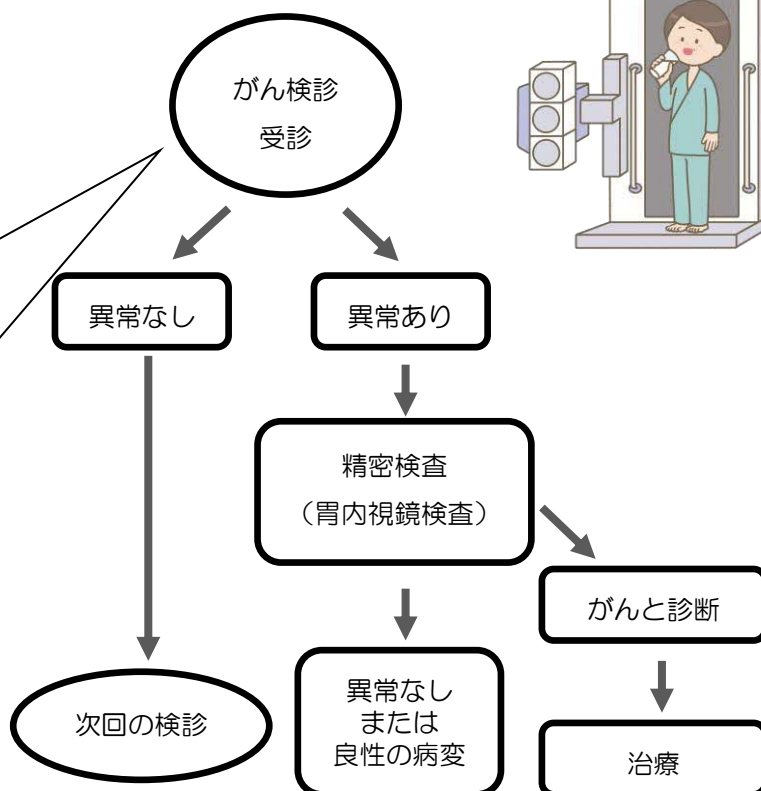 がん検診
受診
異常なし
異常あり
精密検査
（胃内視鏡検査）
がんと診断
次回の検診
異常なし
または
良性の病変
治療